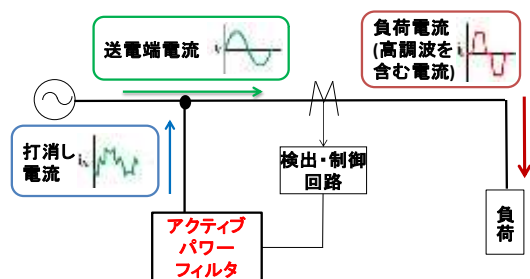 送電端電流
負荷電流
(高調波を
含む電流)
打消し
電流
検出・制御
回路
アクティブ
パワー
フィルタ
負
荷